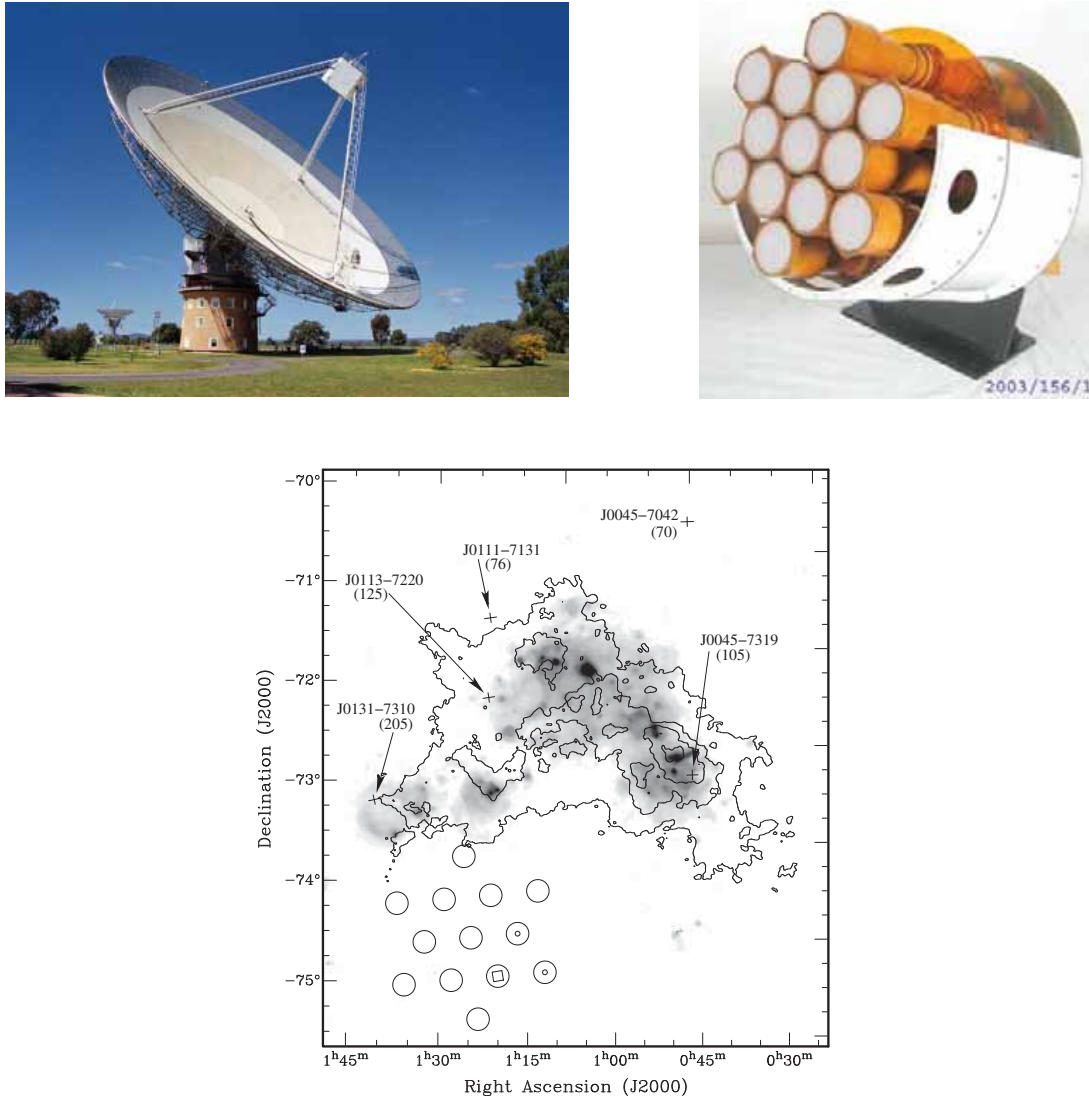 2003/156/1
−70°
−71°
−72°
−73°
−74°
−75°
Declination (J2000)
J0045−7042
(70)
J0111−7131
(76)
J0113−7220
(125)
J0045−7319
(105)
J0131−7310
(205)
1ʰ45ᵐ 1ʰ30ᵐ 1ʰ15ᵐ 1ʰ00ᵐ 0ʰ45ᵐ 0ʰ30ᵐ
Right Ascension (J2000)